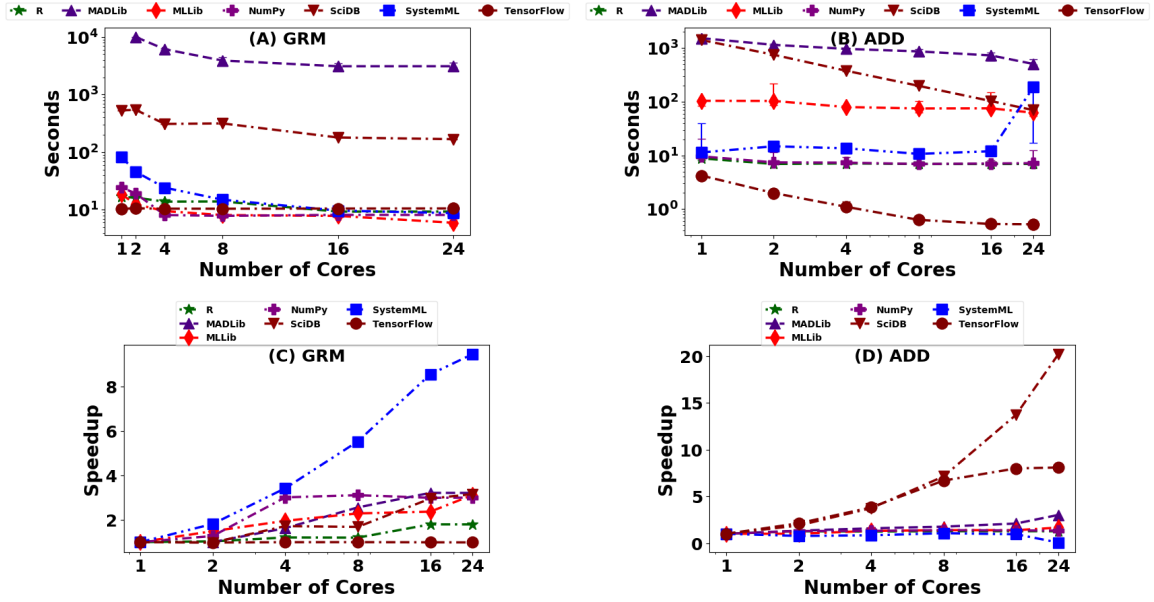 R MADLib MLLib NumPy SciDB SystemML TensorFlow
(A) GRM
Seconds
10^4
10^3
10^2
10^1
1 2 4 8 16 24
Number of Cores
R MADLib MLLib NumPy SciDB SystemML TensorFlow
(B) ADD
Seconds
10^3
10^2
10^1
10^0
1 2 4 8 16 24
Number of Cores
R NumPy SystemML
MADLib SciDB TensorFlow
MLLib
(C) GRM
Speedup
8
6
4
2
1 2 4 8 16 24
Number of Cores
R NumPy SystemML
MADLib SciDB TensorFlow
MLLib
(D) ADD
Speedup
20
15
10
5
0
1 2 4 8 16 24
Number of Cores